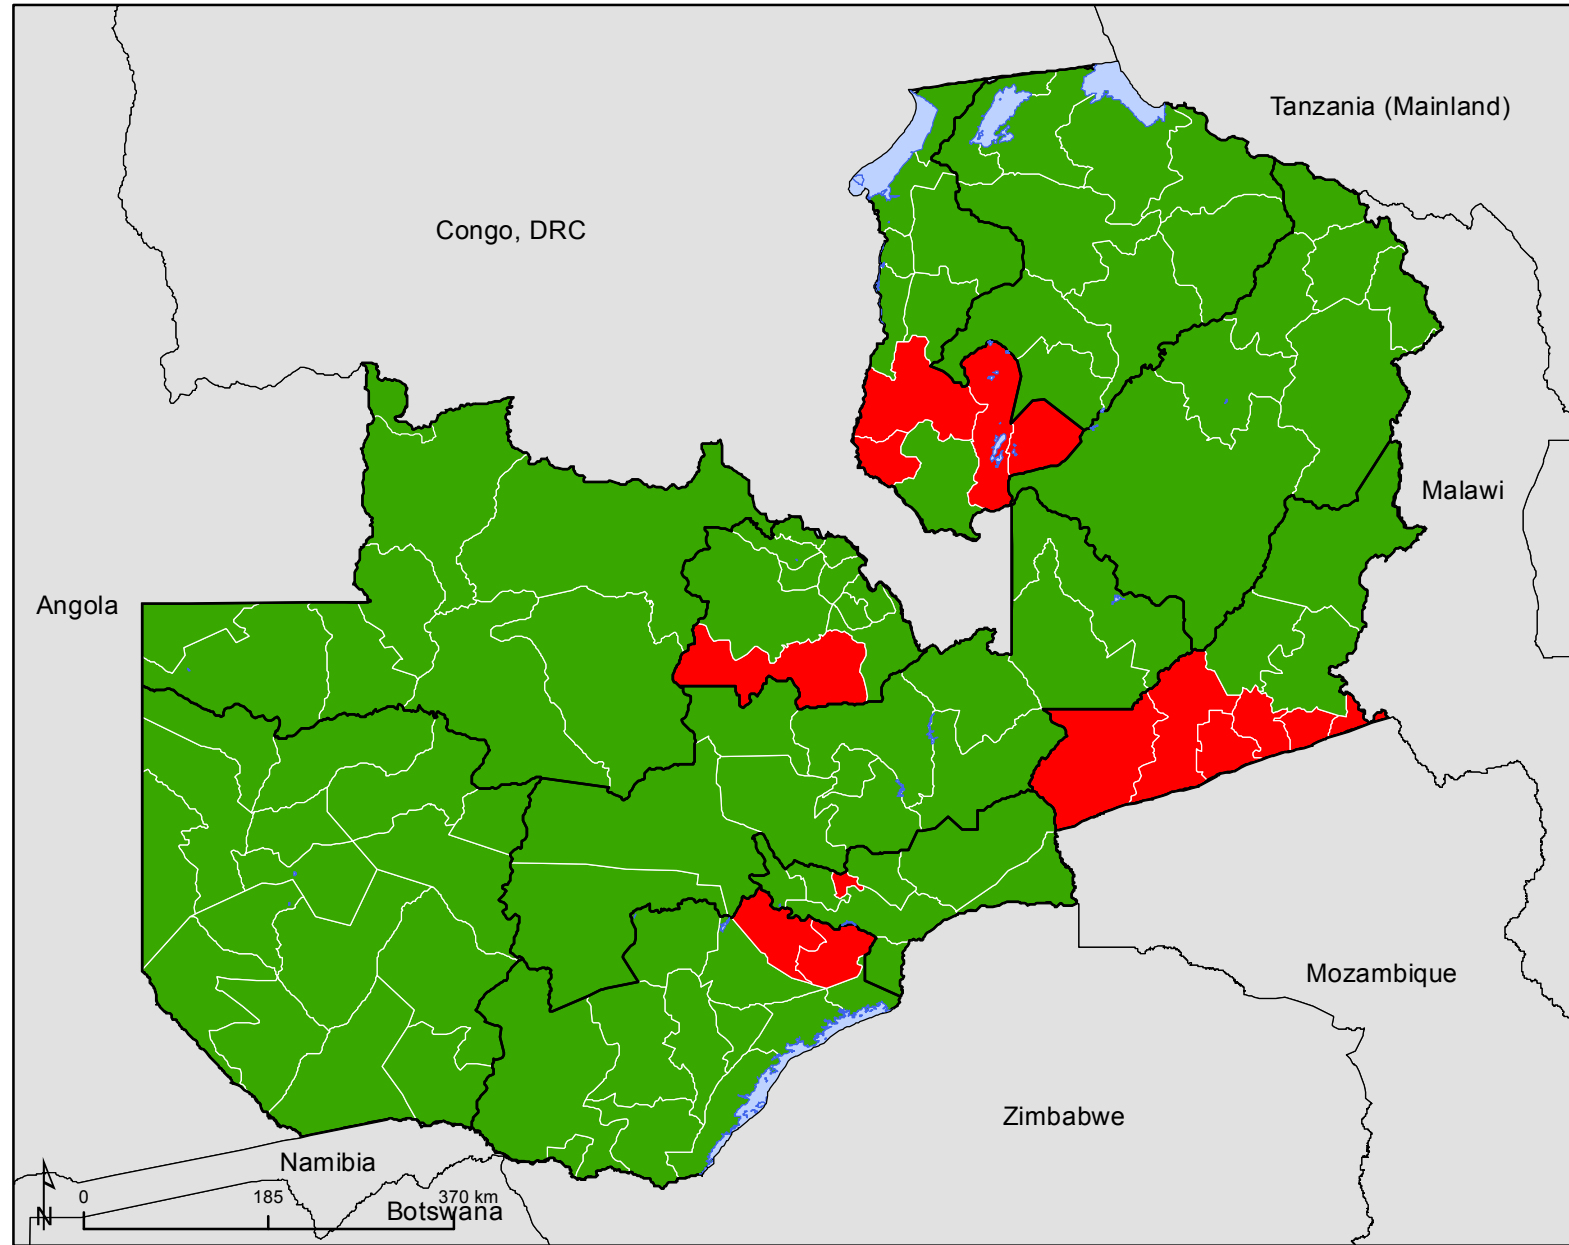 Tanzania (Mainland)
Congo, DRC
Malawi
Angola
Mozambique
Zimbabwe
Namibia
0 185 370 km
N
Botswana